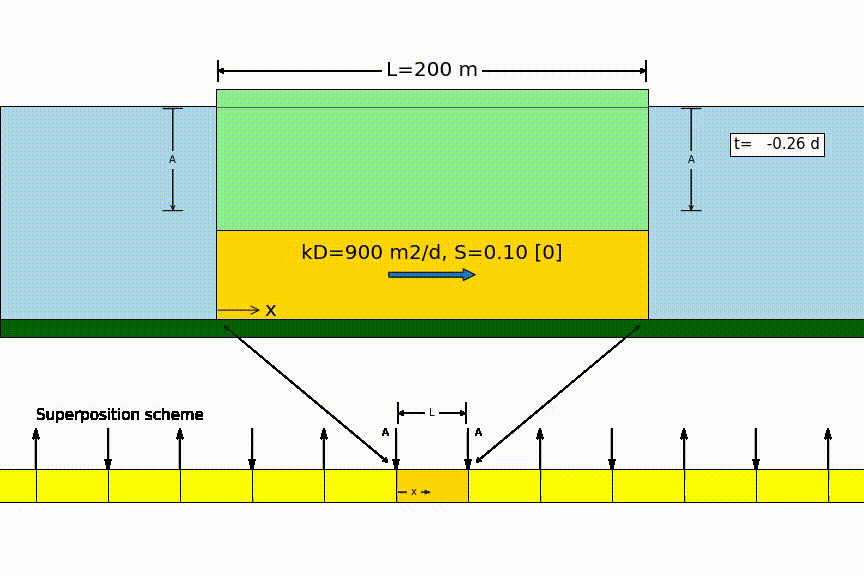 L=200 m
A
A
t=   -0.26 d
kD=900 m2/d, S=0.10 [0]
x
Superposition scheme
L
A
A
x